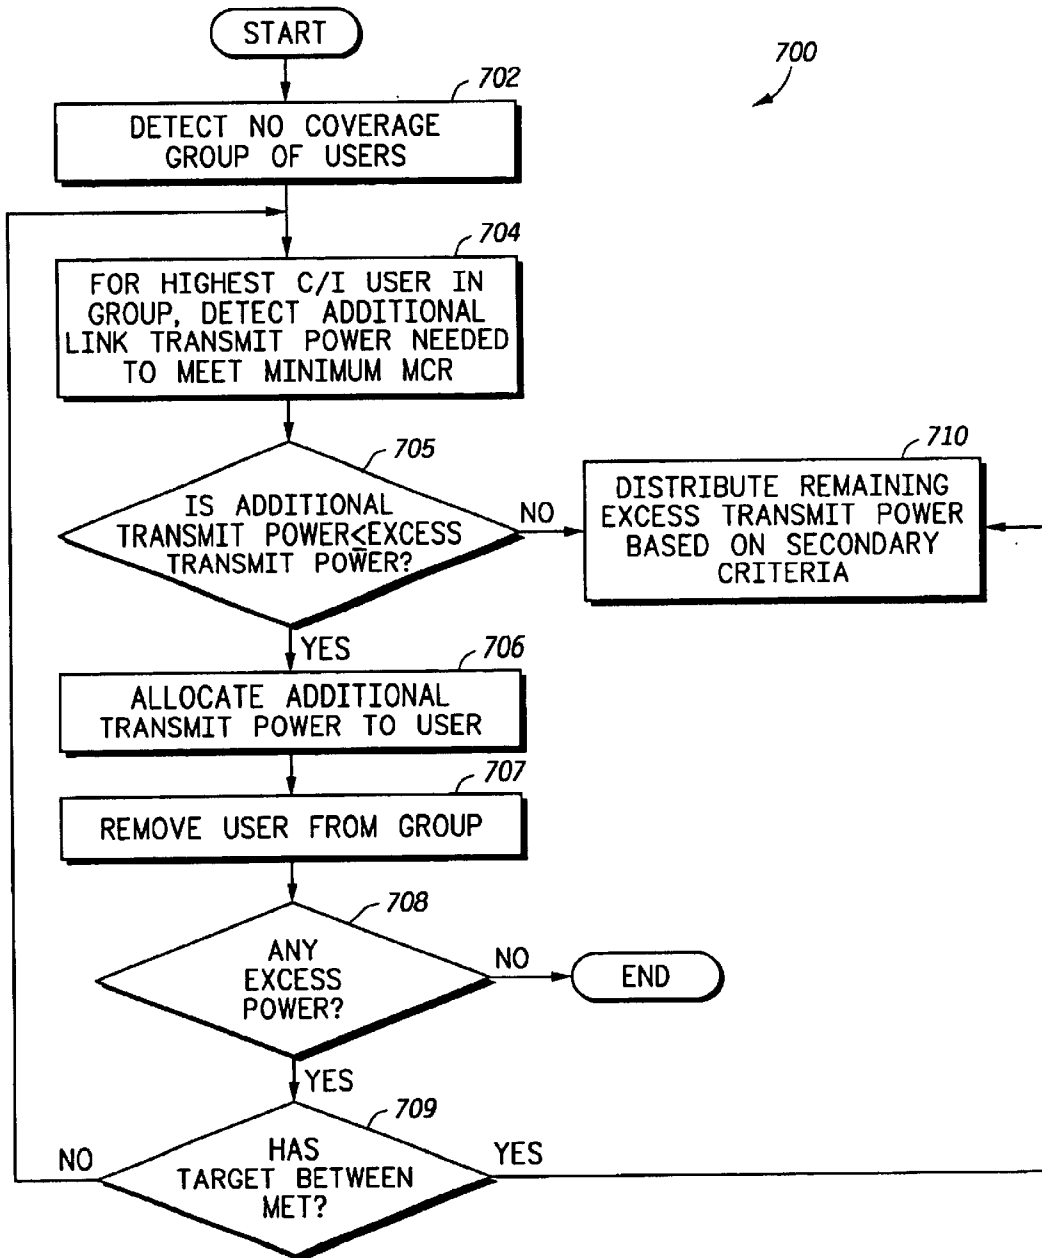 START
700
702
DETECT NO COVERAGE
GROUP OF USERS
704
FOR HIGHEST C/I USER IN
GROUP, DETECT ADDITIONAL
LINK TRANSMIT POWER NEEDED
TO MEET MINIMUM MCR
705
IS ADDITIONAL
TRANSMIT POWER≤EXCESS
TRANSMIT POWER?
NO
710
DISTRIBUTE REMAINING
EXCESS TRANSMIT POWER
BASED ON SECONDARY
CRITERIA
YES
706
ALLOCATE ADDITIONAL
TRANSMIT POWER TO USER
707
REMOVE USER FROM GROUP
708
ANY
EXCESS
POWER?
NO
END
YES
709
HAS
TARGET BETWEEN
MET?
NO
YES